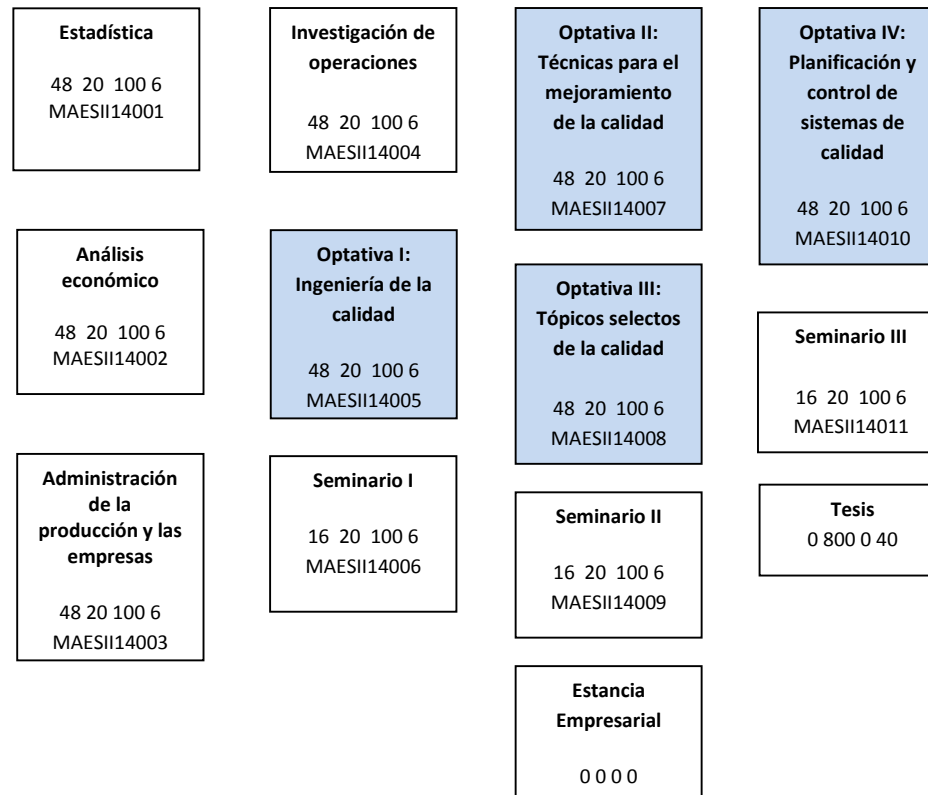 Estadística
48 20 100 6
MAESII14001
Análisis
económico
48 20 100 6
MAESII14002
Administración
de la
producción y las
empresas
48 20 100 6
MAESII14003
Investigación de
operaciones
48 20 100 6
MAESII14004
Optativa I:
Ingeniería de la
calidad
48 20 100 6
MAESII14005
Seminario I
16 20 100 6
MAESII14006
Optativa II:
Técnicas para el
mejoramiento
de la calidad
48 20 100 6
MAESII14007
Optativa III:
Tópicos selectos
de la calidad
48 20 100 6
MAESII14008
Seminario II
16 20 100 6
MAESII14009
Estancia
Empresarial
0 0 0 0
Optativa IV:
Planificación y
control de
sistemas de
calidad
48 20 100 6
MAESII14010
Seminario III
16 20 100 6
MAESII14011
Tesis
0 800 0 40